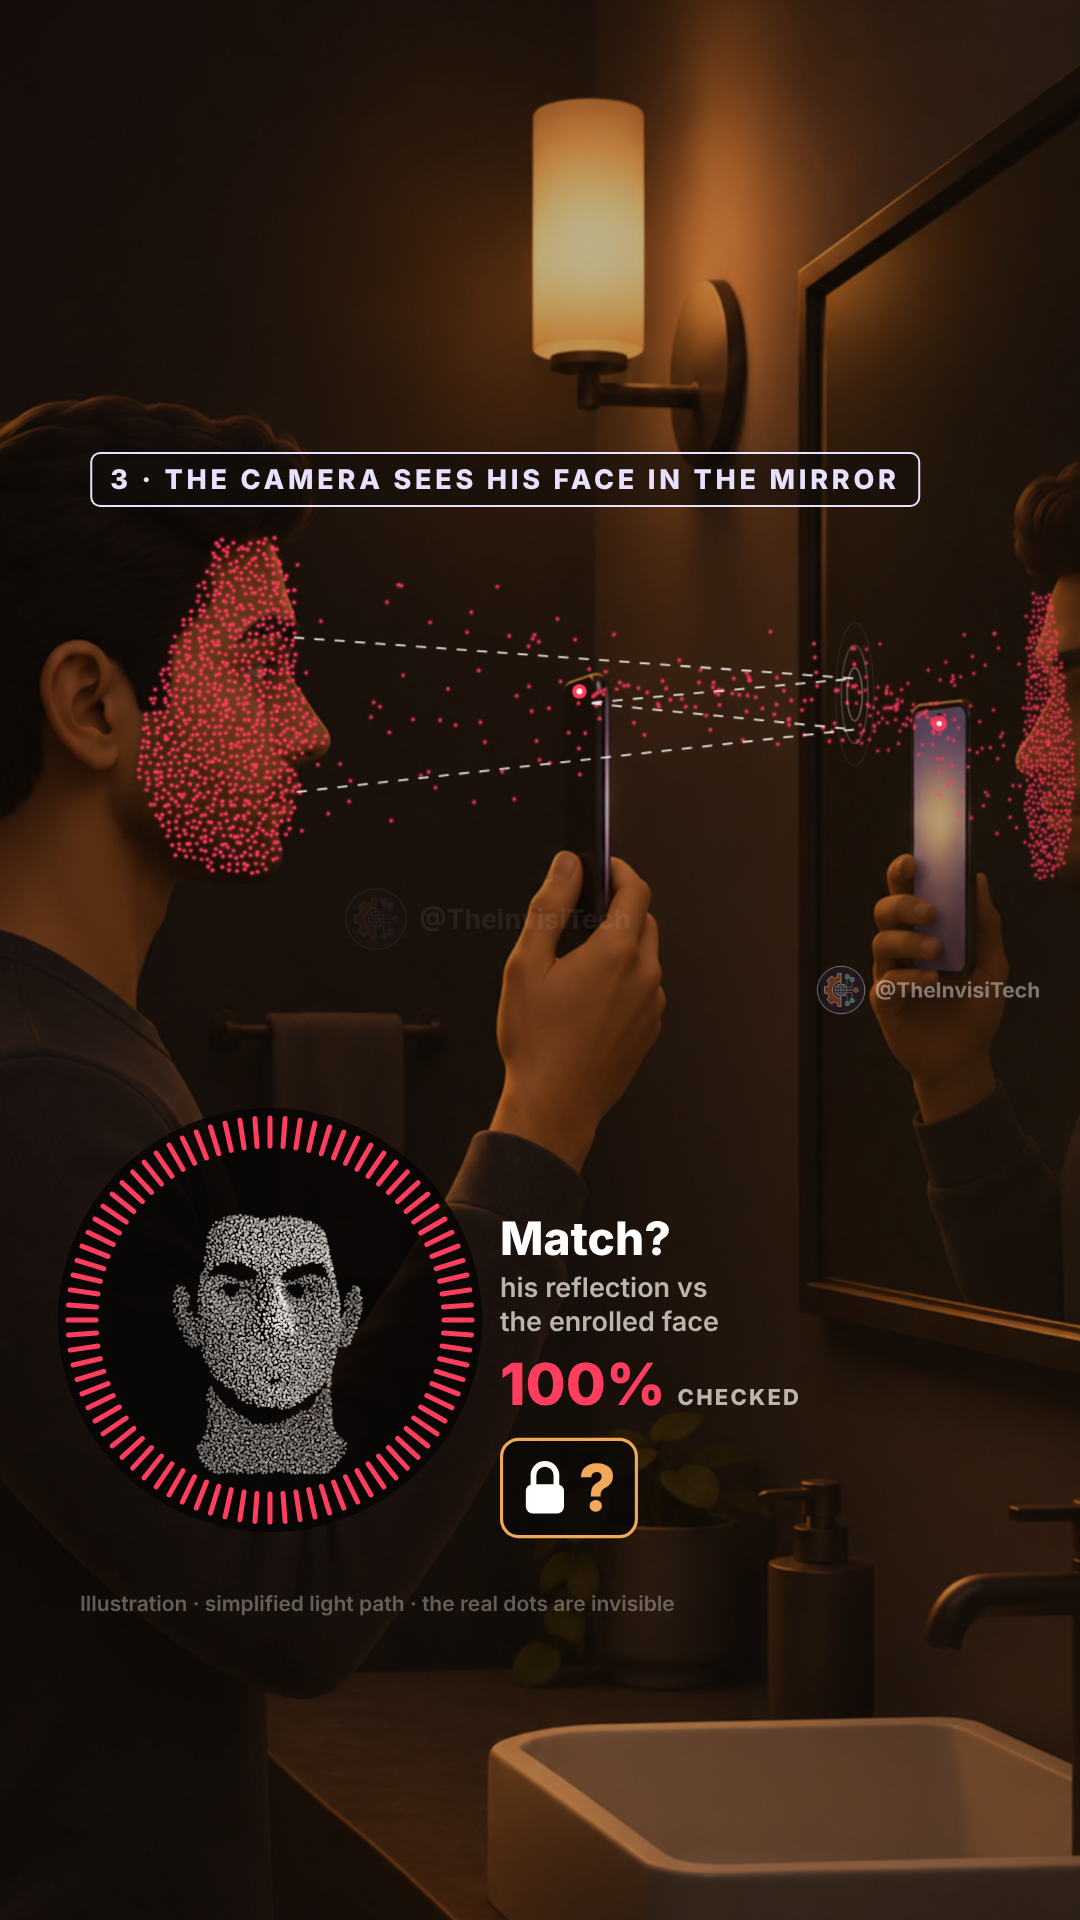 3 · THE CAMERA SEES HIS FACE IN THE MIRROR
@TheInvisiTech
@TheInvisiTech
Match?
his reflection vs
the enrolled face
100% CHECKED
?
Illustration · simplified light path · the real dots are invisible